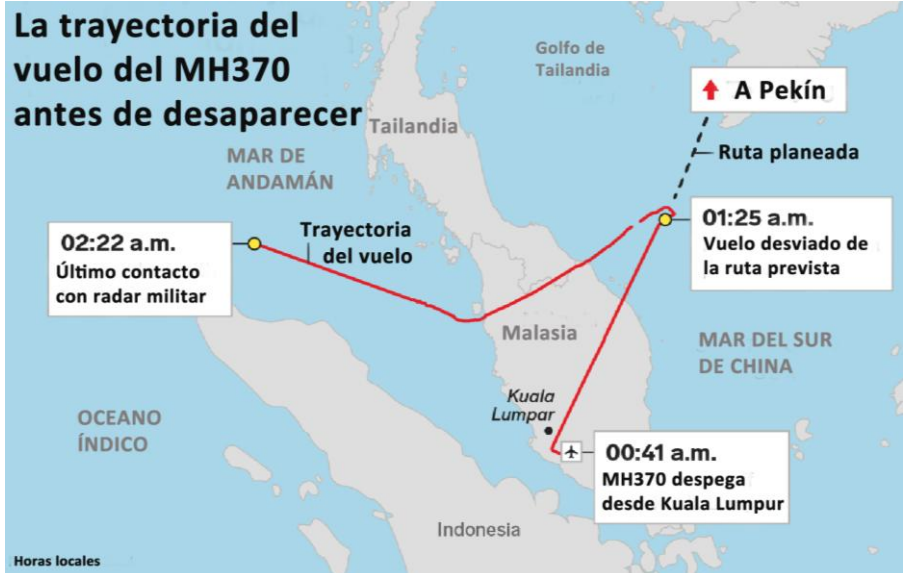 La trayectoria del
vuelo del MH370
antes de desaparecer
Golfo de
Tailandia
A Pekín
Tailandia
Ruta planeada
MAR DE
ANDAMÁN
01:25 a.m.
Vuelo desviado de
la ruta prevista
02:22 a.m.
Último contacto
con radar militar
Trayectoria
del vuelo
Malasia
MAR DEL SUR
DE CHINA
Kuala
Lumpar
OCEANO
ÍNDICO
00:41 a.m.
MH370 despega
desde Kuala Lumpur
Indonesia
Horas locales